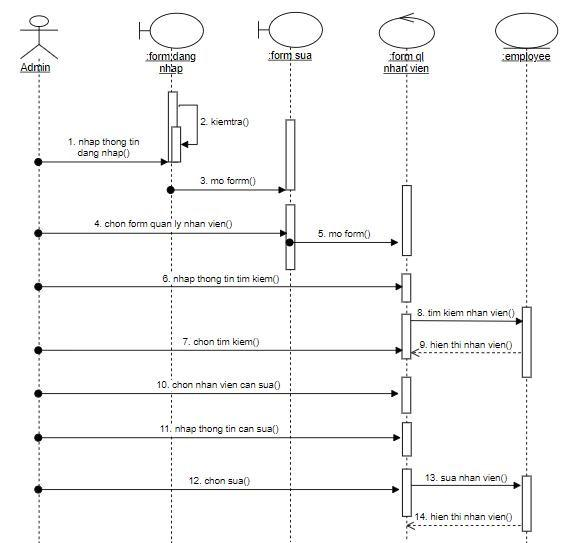 Admin
:form dang
nhap
:form sua
:form ql
nhan vien
:employee
2. kiemtra()
1. nhap thong tin
dang nhap()
3. mo forrm()
4. chon form quan ly nhan vien()
5. mo form()
6. nhap thong tin tim kiem()
8. tim kiem nhan vien()
7. chon tim kiem()
9. hien thi nhan vien()
10. chon nhan vien can sua()
11. nhap thong tin can sua()
13. sua nhan vien()
12. chon sua()
14. hien thi nhan vien()